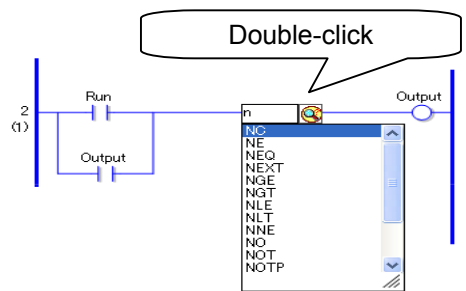 Double-click
Run
Output
2
(1)
Output
n
NC
NE
NEQ
NEXT
NGE
NGT
NLE
NLT
NNE
NO
NOT
NOTP